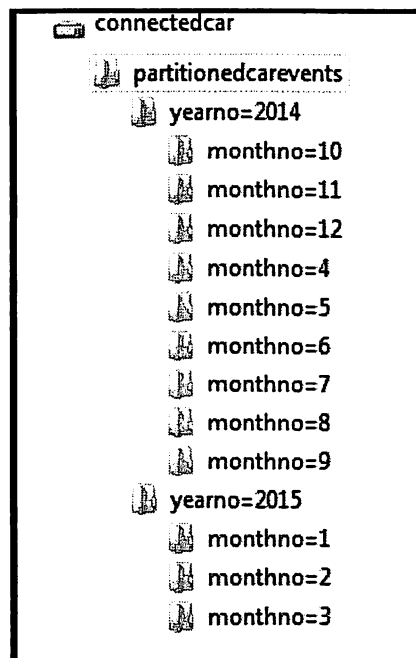 connectedcar
partitionedcarevents
yearno=2014
monthno=10
monthno=11
monthno=12
monthno=4
monthno=5
monthno=6
monthno=7
monthno=8
monthno=9
yearno=2015
monthno=1
monthno=2
monthno=3